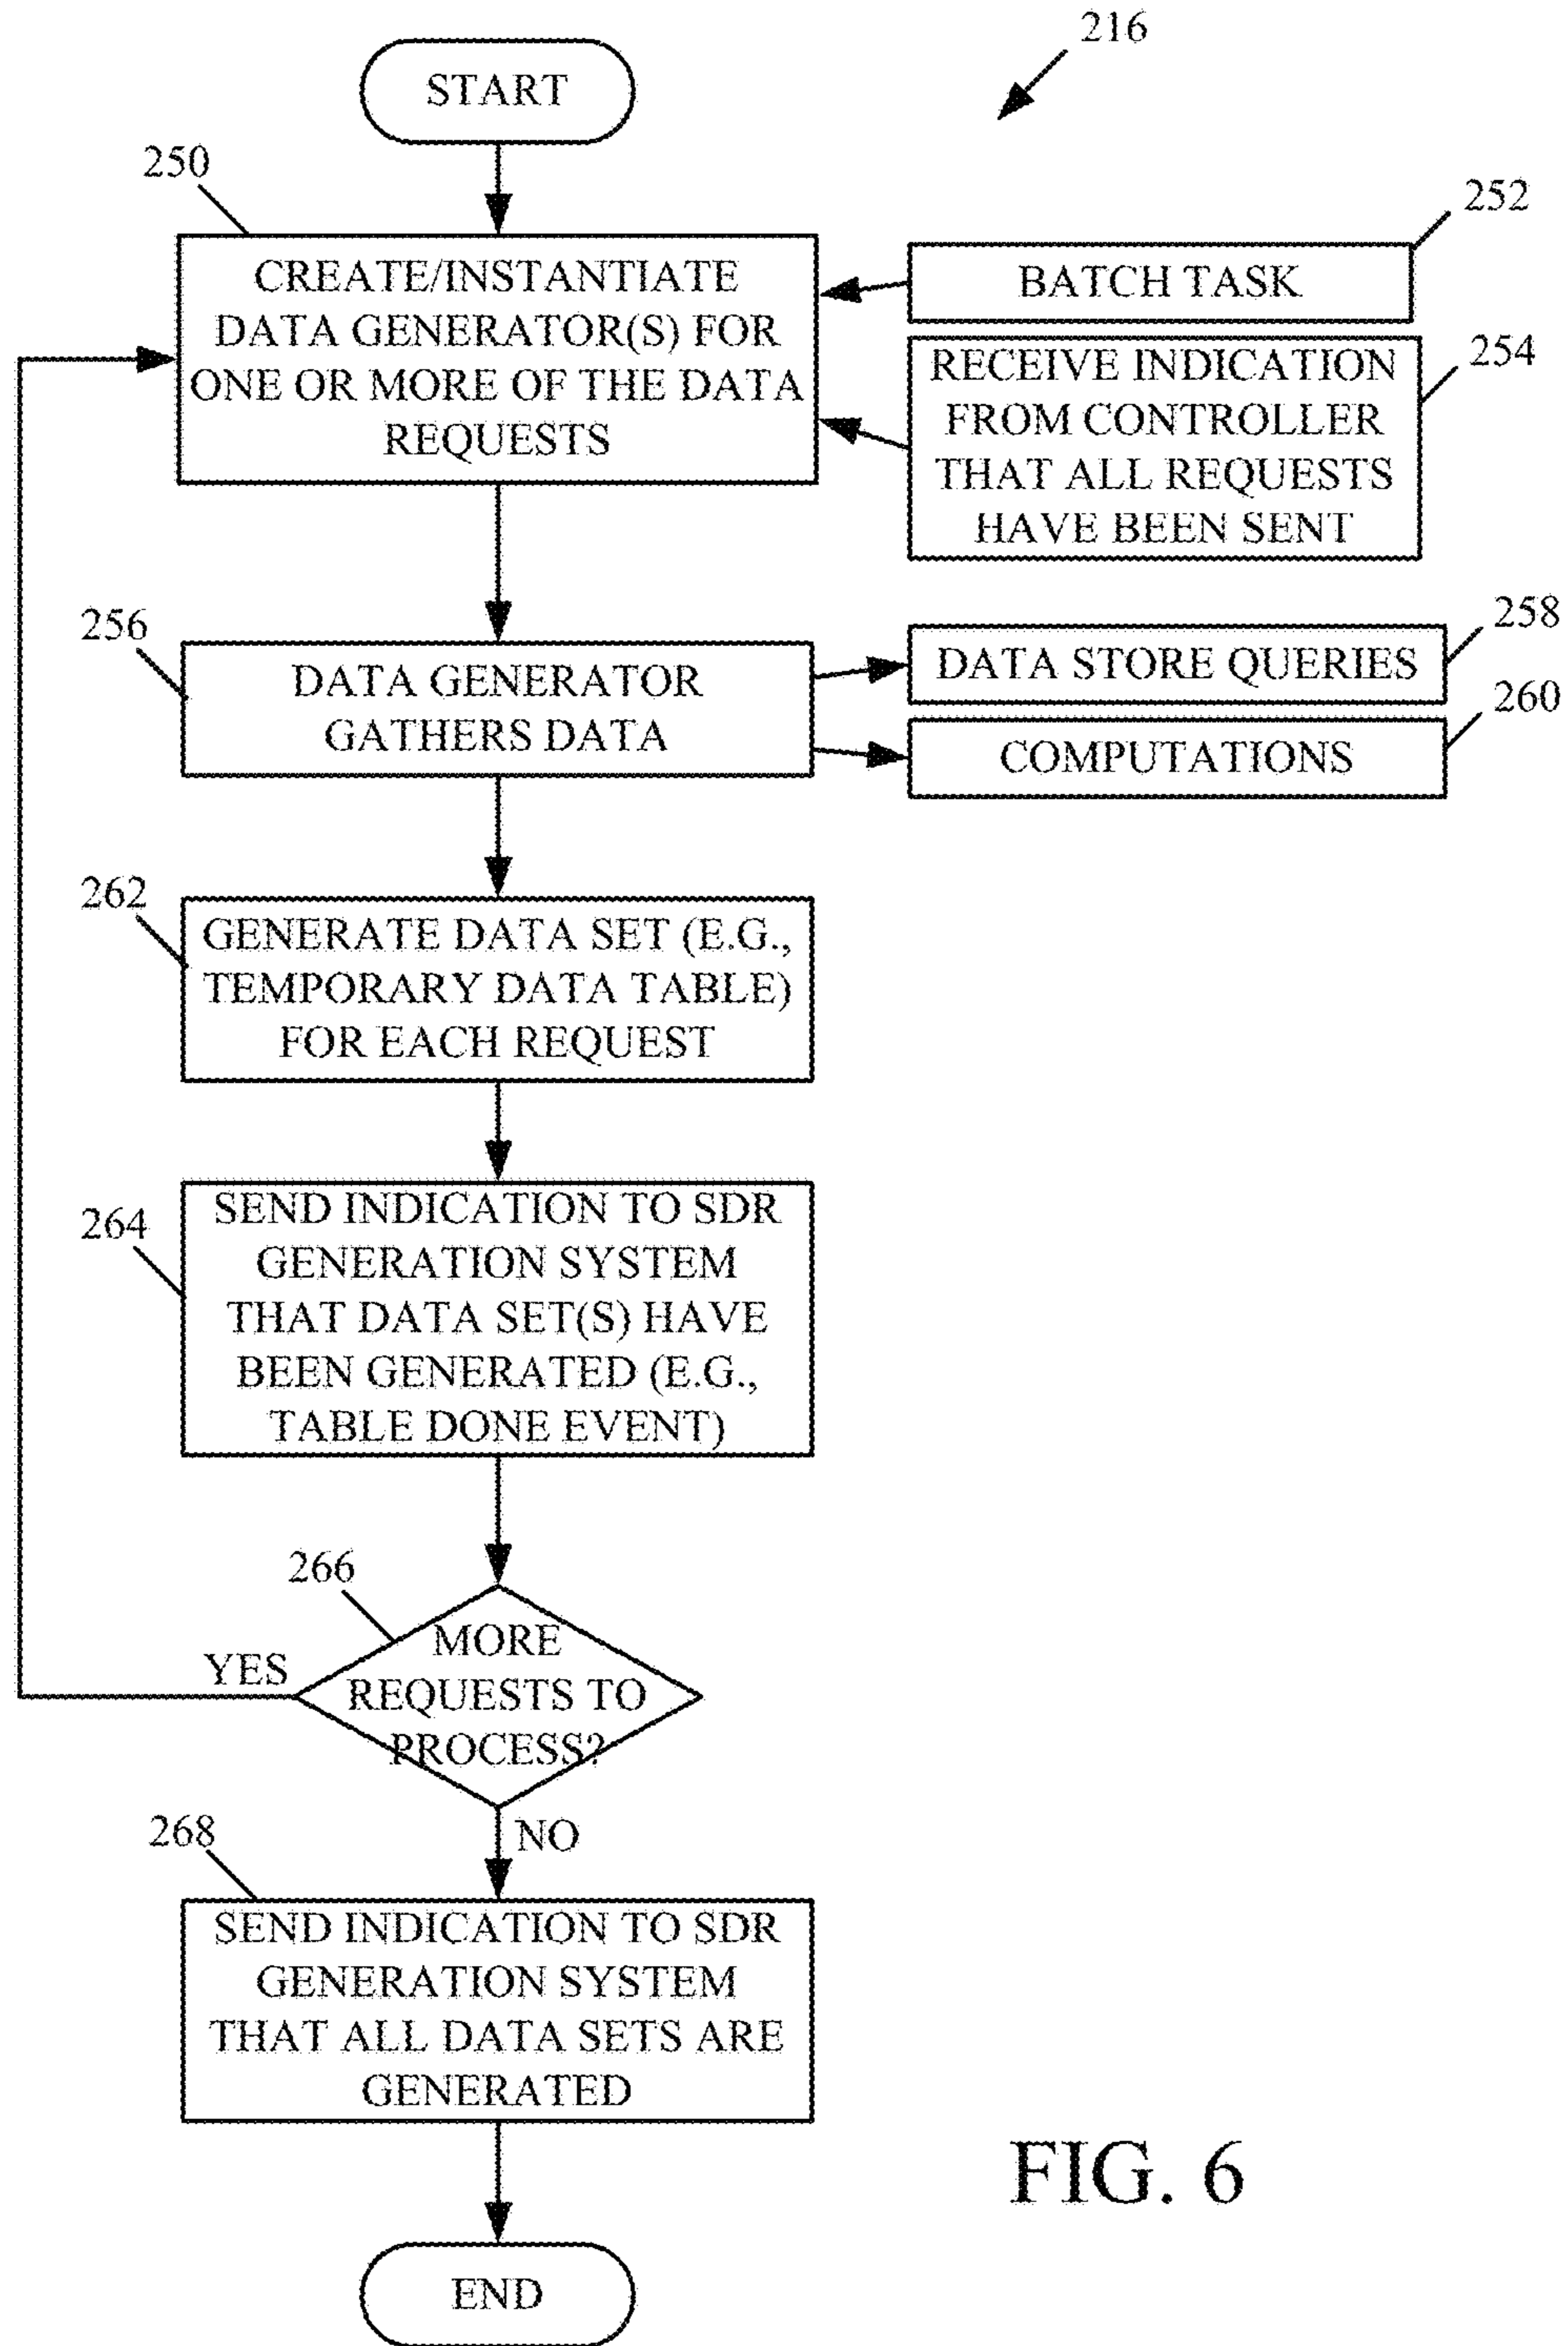 216
START
250
252
CREATE/INSTANTIATE
DATA GENERATOR(S) FOR
ONE OR MORE OF THE DATA
REQUESTS
BATCH TASK
254
RECEIVE INDICATION
FROM CONTROLLER
THAT ALL REQUESTS
HAVE BEEN SENT
256
DATA GENERATOR
GATHERS DATA
258
DATA STORE QUERIES
260
COMPUTATIONS
262
GENERATE DATA SET (E.G.,
TEMPORARY DATA TABLE)
FOR EACH REQUEST
264
SEND INDICATION TO SDR
GENERATION SYSTEM
THAT DATA SET(S) HAVE
BEEN GENERATED (E.G.,
TABLE DONE EVENT)
266
MORE
REQUESTS TO
PROCESS?
YES
NO
268
SEND INDICATION TO SDR
GENERATION SYSTEM
THAT ALL DATA SETS ARE
GENERATED
END
FIG. 6